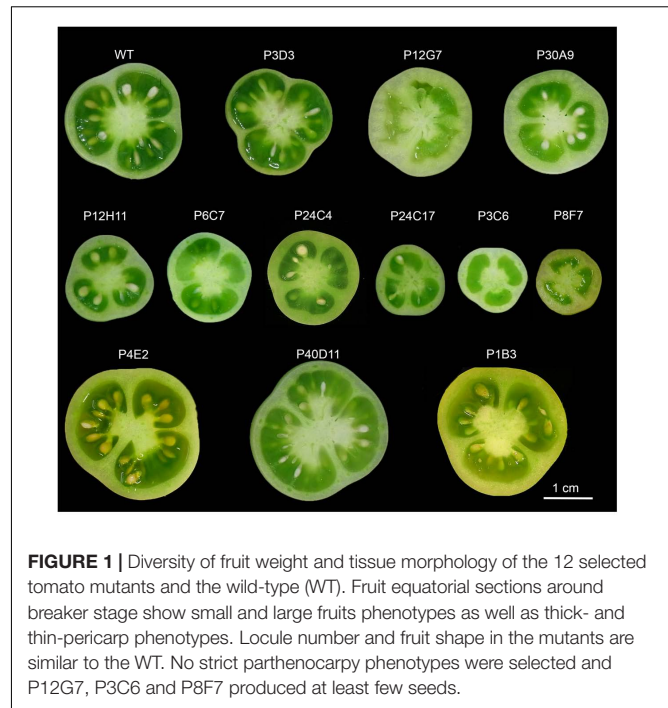 WT P3D3 P12G7 P30A9
P12H11 P6C7 P24C4 P24C17 P3C6 P8F7
P4E2 P40D11 P1B3
1 cm
FIGURE 1 | Diversity of fruit weight and tissue morphology of the 12 selected
tomato mutants and the wild-type (WT). Fruit equatorial sections around
breaker stage show small and large fruits phenotypes as well as thick- and
thin-pericarp phenotypes. Locule number and fruit shape in the mutants are
similar to the WT. No strict parthenocarpy phenotypes were selected and
P12G7, P3C6 and P8F7 produced at least few seeds.